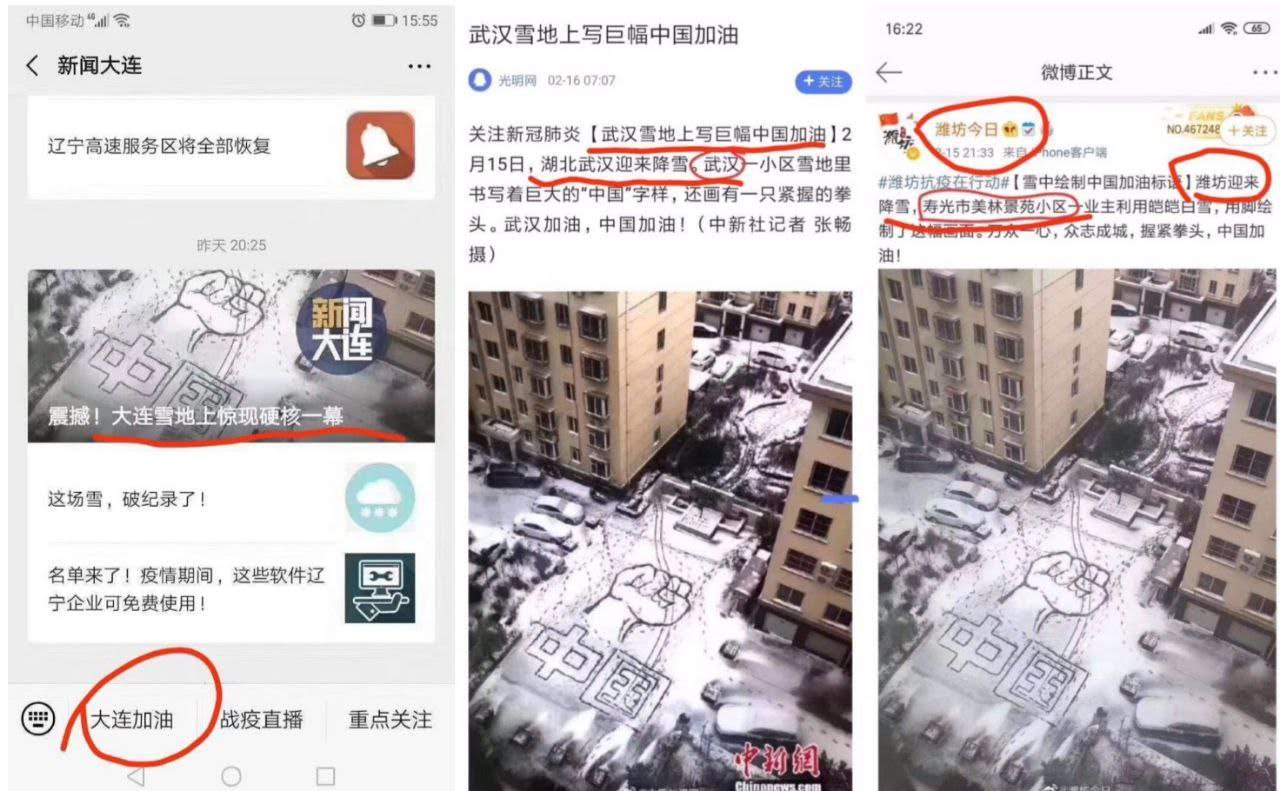 中国移动 4G 15:55
新闻大连
辽宁高速服务区将全部恢复
昨天 20:25
中国
新闻
大连
震撼！大连雪地上惊现硬核一幕
这场雪，破纪录了！
名单来了！疫情期间，这些软件辽
宁企业可免费使用！
大连加油 战疫直播 重点关注
武汉雪地上写巨幅中国加油
光明网 02-16 07:07
+关注
关注新冠肺炎【武汉雪地上写巨幅中国加油】2
月15日，湖北武汉迎来降雪。武汉一小区雪地里
书写着巨大的“中国”字样，还画有一只紧握的拳
头。武汉加油，中国加油！（中新社记者 张畅
摄）
中国
中新网
Chinanews.com
16:22 65
微博正文
潍坊今日
FANS
NO.467248
+关注
2-15 21:33 来自iPhone客户端
#潍坊抗疫在行动#【雪中绘制中国加油标语】潍坊迎来
降雪，寿光市美林景苑小区一业主利用皑皑白雪，用脚绘
制了这幅画面。万众一心，众志成城，握紧拳头，中国加
油！
中国
@潍坊今日